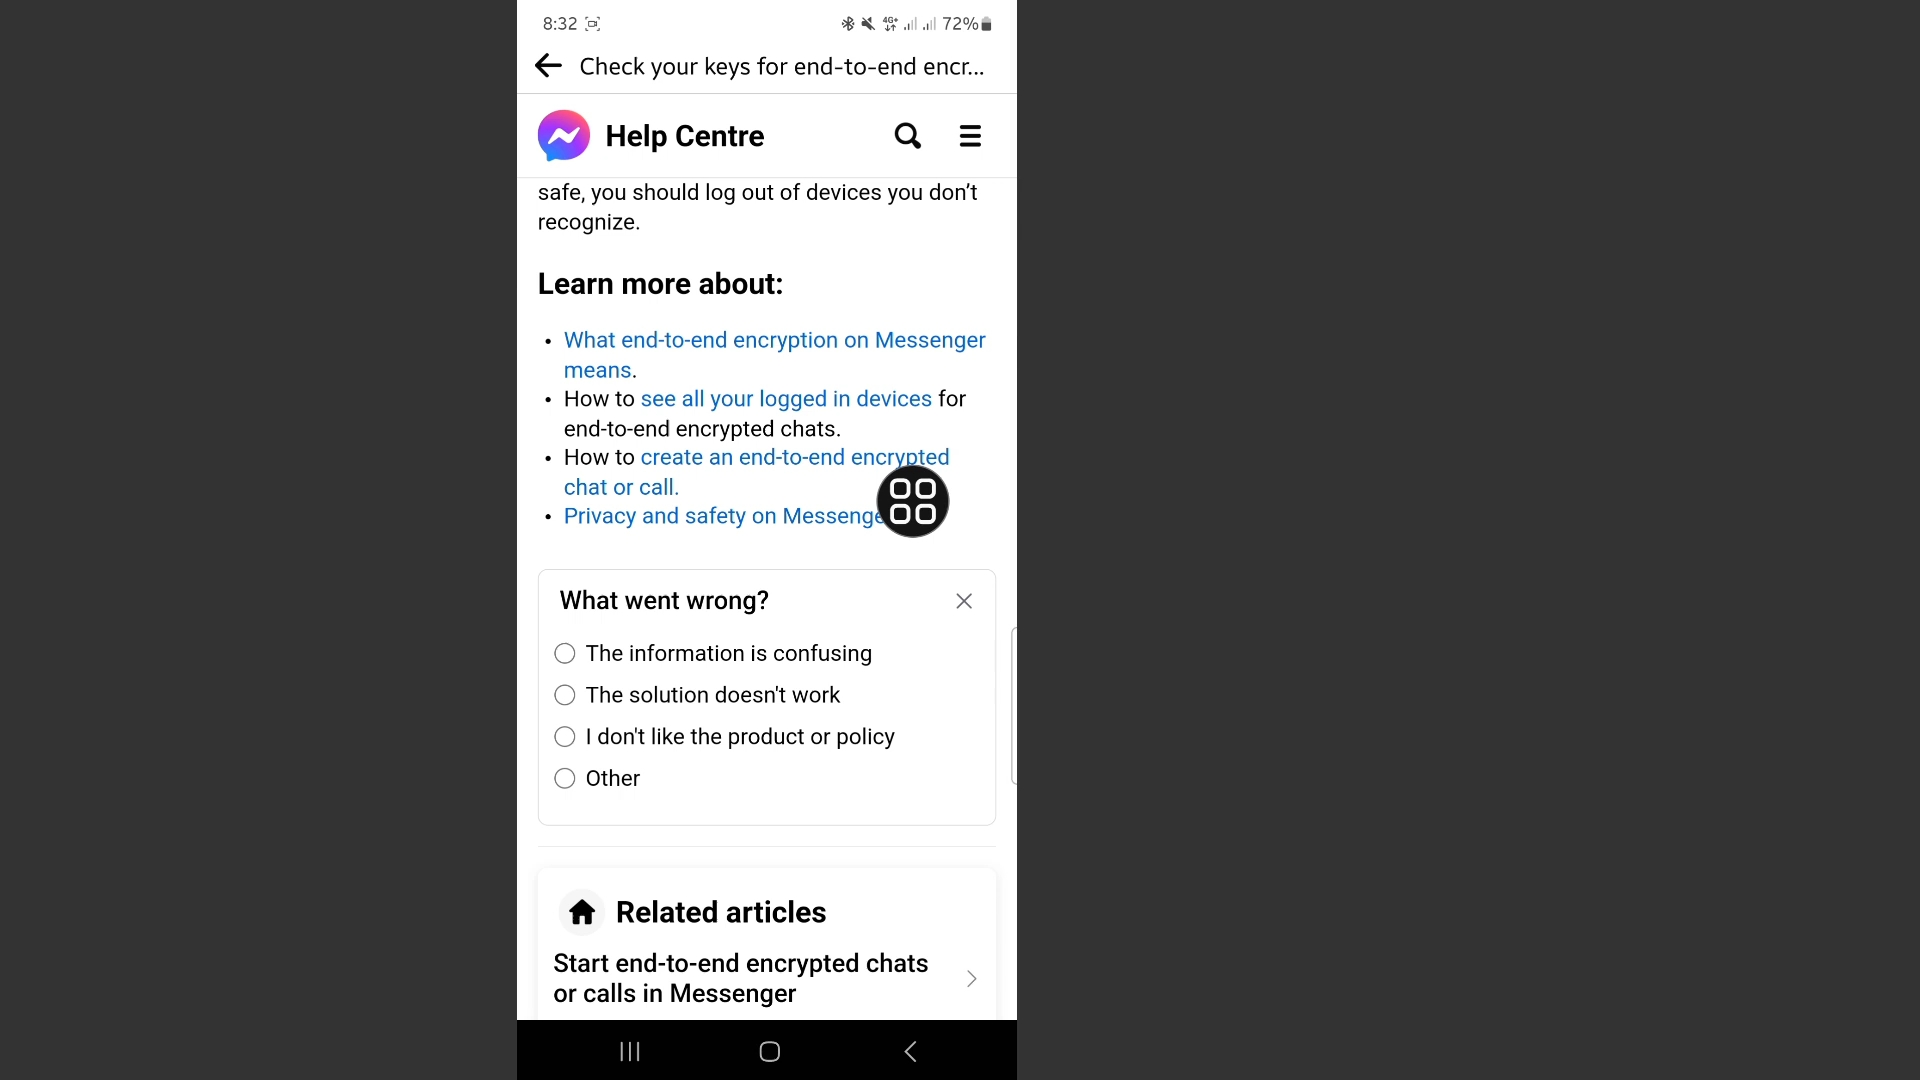 8:32
4G+ 72%
Check your keys for end-to-end encr...
Help Centre
safe, you should log out of devices you don’t
recognize.
Learn more about:
• What end-to-end encryption on Messenger
means.
• How to see all your logged in devices for
end-to-end encrypted chats.
• How to create an end-to-end encrypted
chat or call.
• Privacy and safety on Messenge
What went wrong?
The information is confusing
The solution doesn't work
I don't like the product or policy
Other
Related articles
Start end-to-end encrypted chats
or calls in Messenger